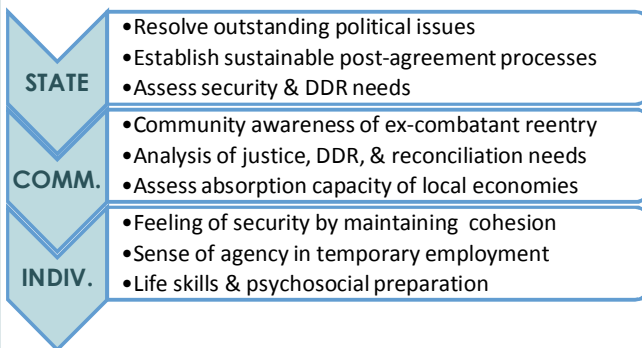 STATE
•Resolve outstanding political issues
•Establish sustainable post-agreement processes
•Assess security & DDR needs
COMM.
•Community awareness of ex-combatant reentry
•Analysis of justice, DDR, & reconciliation needs
•Assess absorption capacity of local economies
INDIV.
•Feeling of security by maintaining cohesion
•Sense of agency in temporary employment
•Life skills & psychosocial preparation